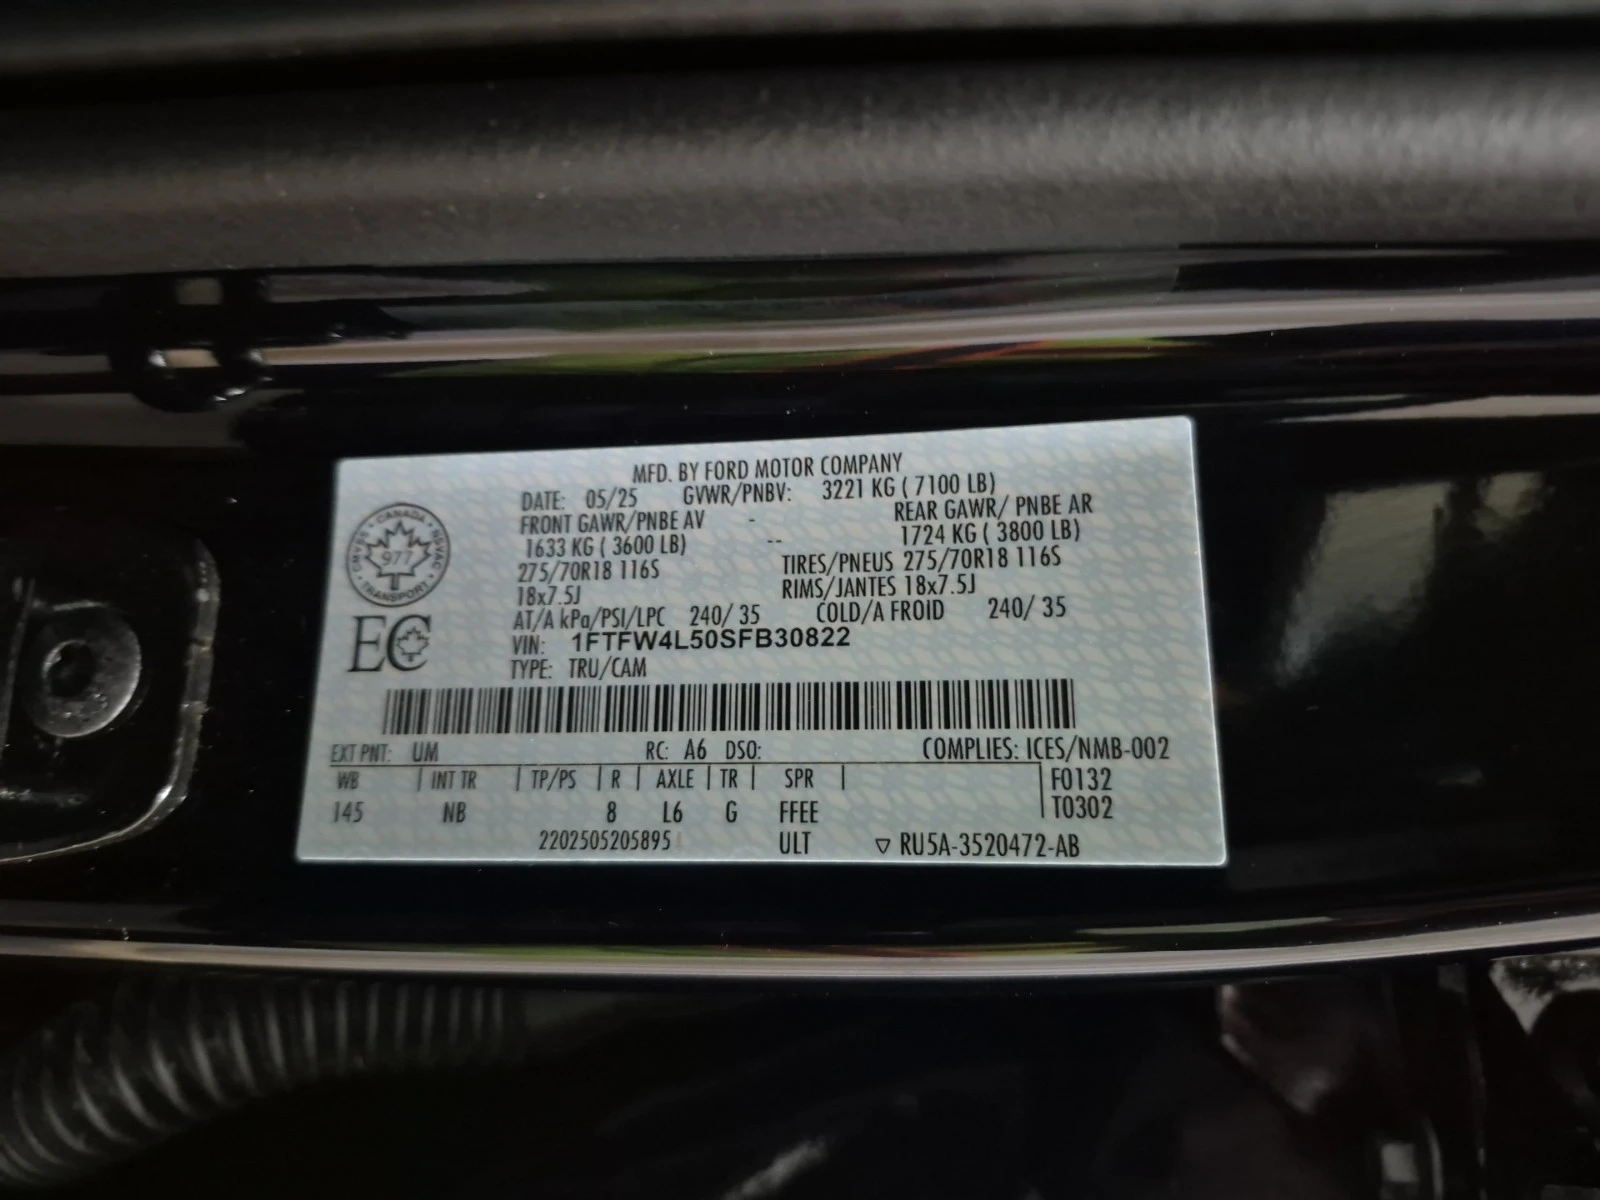 MFD. BY FORD MOTOR COMPANY
DATE: 05/25 GVWR/PNBV: 3221 KG ( 7100 LB)
FRONT GAWR/PNBE AV - REAR GAWR/ PNBE AR
1633 KG ( 3600 LB) -- 1724 KG ( 3800 LB)
275/70R18 116S TIRES/PNEUS 275/70R18 116S
18x7.5J RIMS/JANTES 18x7.5J
AT/A kPa/PSI/LPC 240/ 35 COLD/A FROID 240/ 35
VIN: 1FTFW4L50SFB30822
TYPE: TRU/CAM
CANADA
CMVSS NSVAC
977
TRANSPORT
EC
EXT PNT: UM RC: A6 DSO: COMPLIES: ICES/NMB-002
WB | INT TR | TP/PS | R | AXLE | TR | SPR | F0132
145 NB 8 L6 G FFEE T0302
2202505205895 ULT ▽ RU5A-3520472-AB